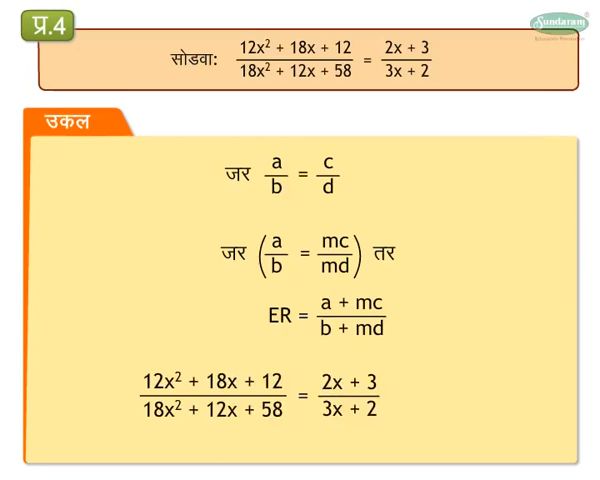 प्र.4
Sundaram
सोडवा: 12x² + 18x + 12 / 18x² + 12x + 58 = 2x + 3 / 3x + 2
उकल
जर a/b = c/d
जर (a/b = mc/md) तर
ER = a + mc / b + md
12x² + 18x + 12 / 18x² + 12x + 58 = 2x + 3 / 3x + 2